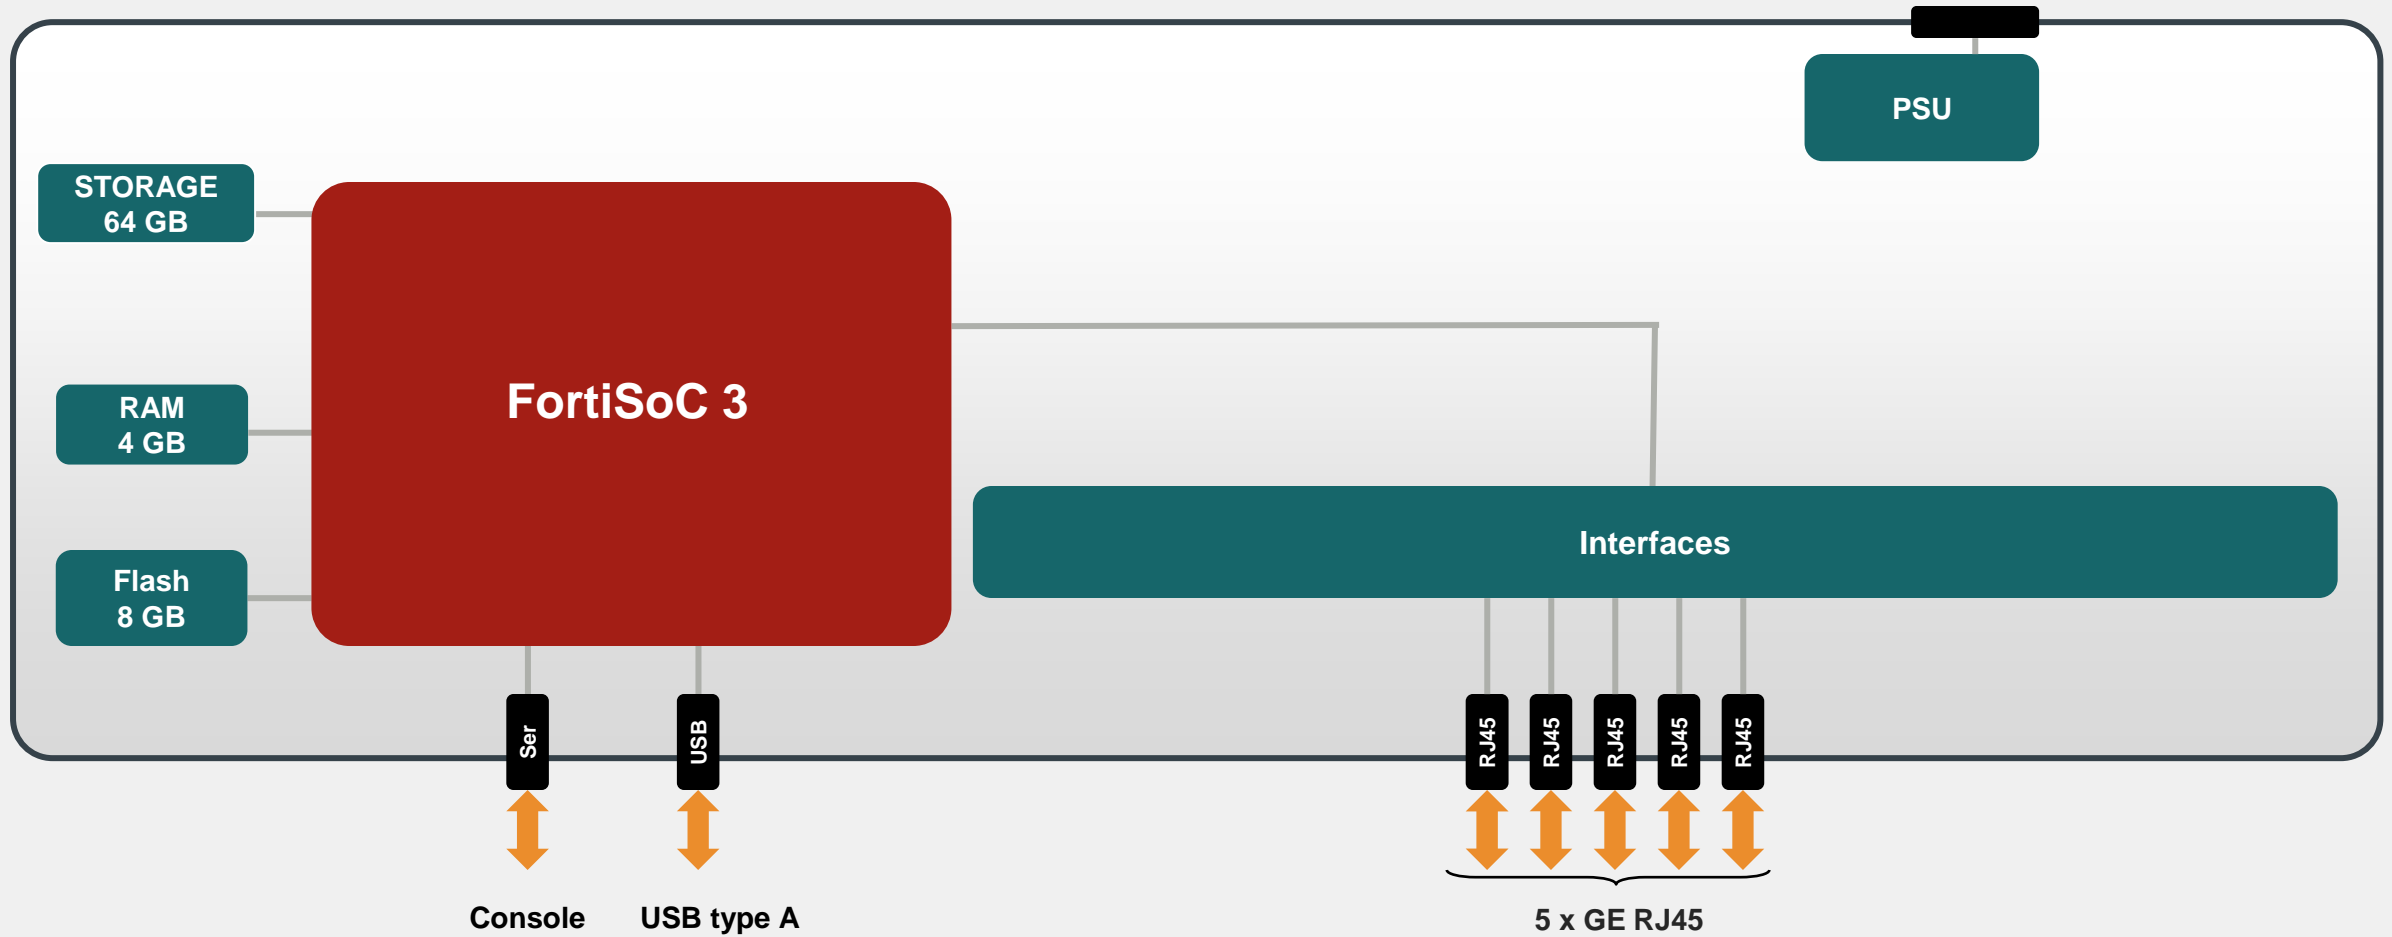 PSU
STORAGE
64 GB
RAM
4 GB
FortiSoC 3
Flash
8 GB
Interfaces
Ser
USB
RJ45
RJ45
RJ45
RJ45
RJ45
Console
USB type A
5 x GE RJ45